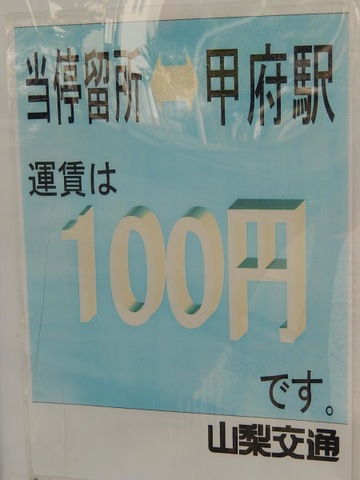 当停留所 ↔ 甲府駅
運賃は
100円
です。
山梨交通